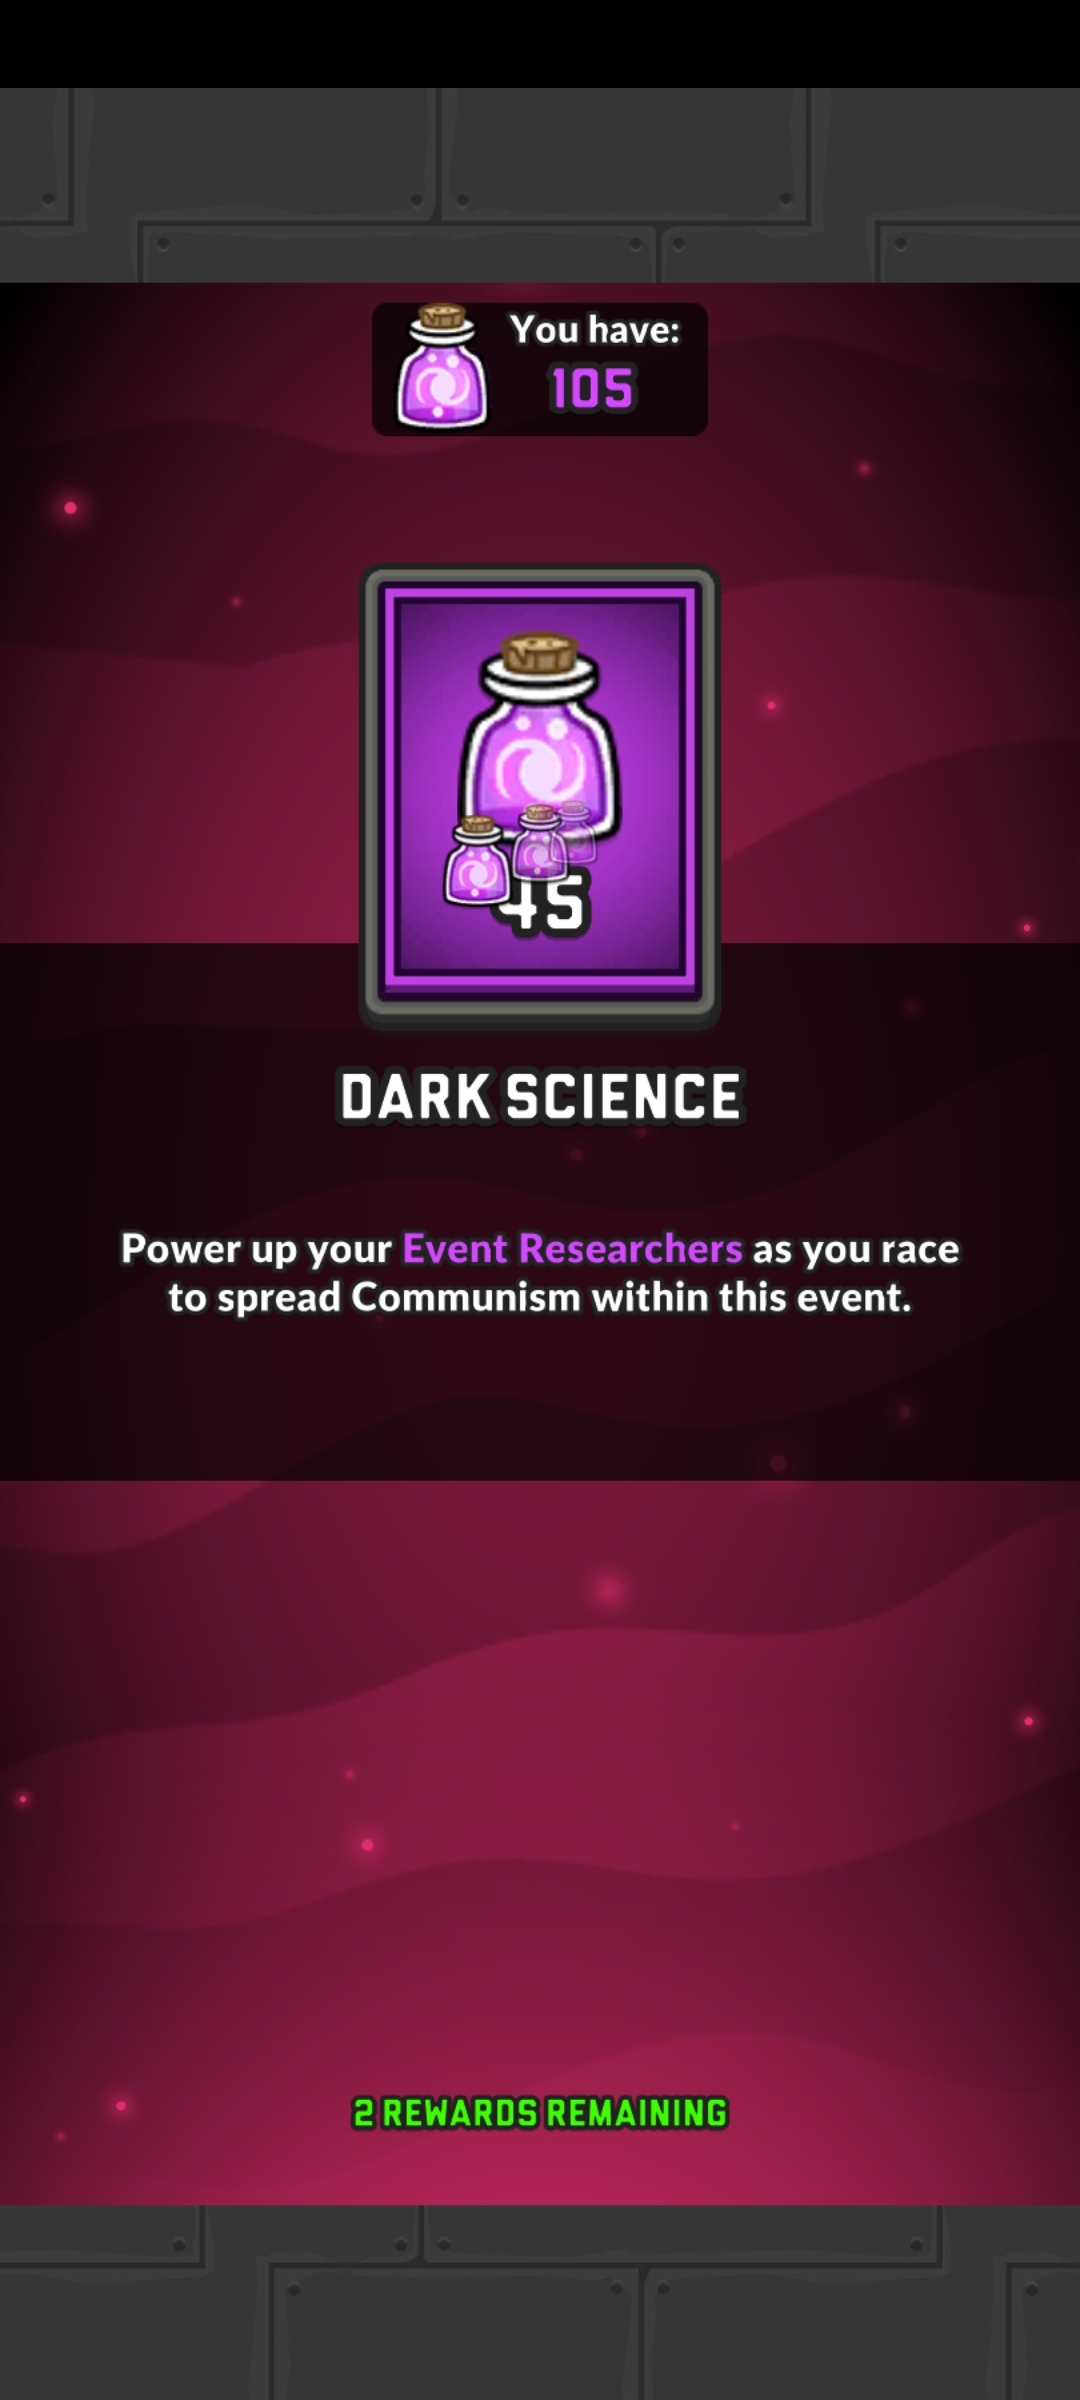 You have:
105
45
DARK SCIENCE
Power up your Event Researchers as you race
to spread Communism within this event.
2 REWARDS REMAINING